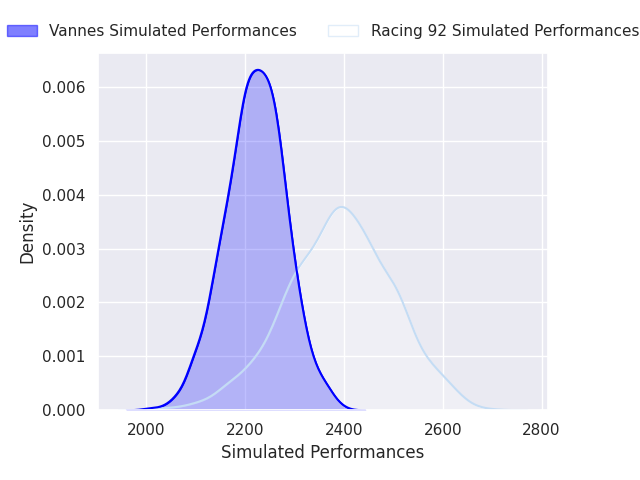 Vannes Simulated Performances Racing 92 Simulated Performances
0.006
0.005
0.004
0.003
0.002
0.001
0.000
Density
2000 2200 2400 2600 2800
Simulated Performances